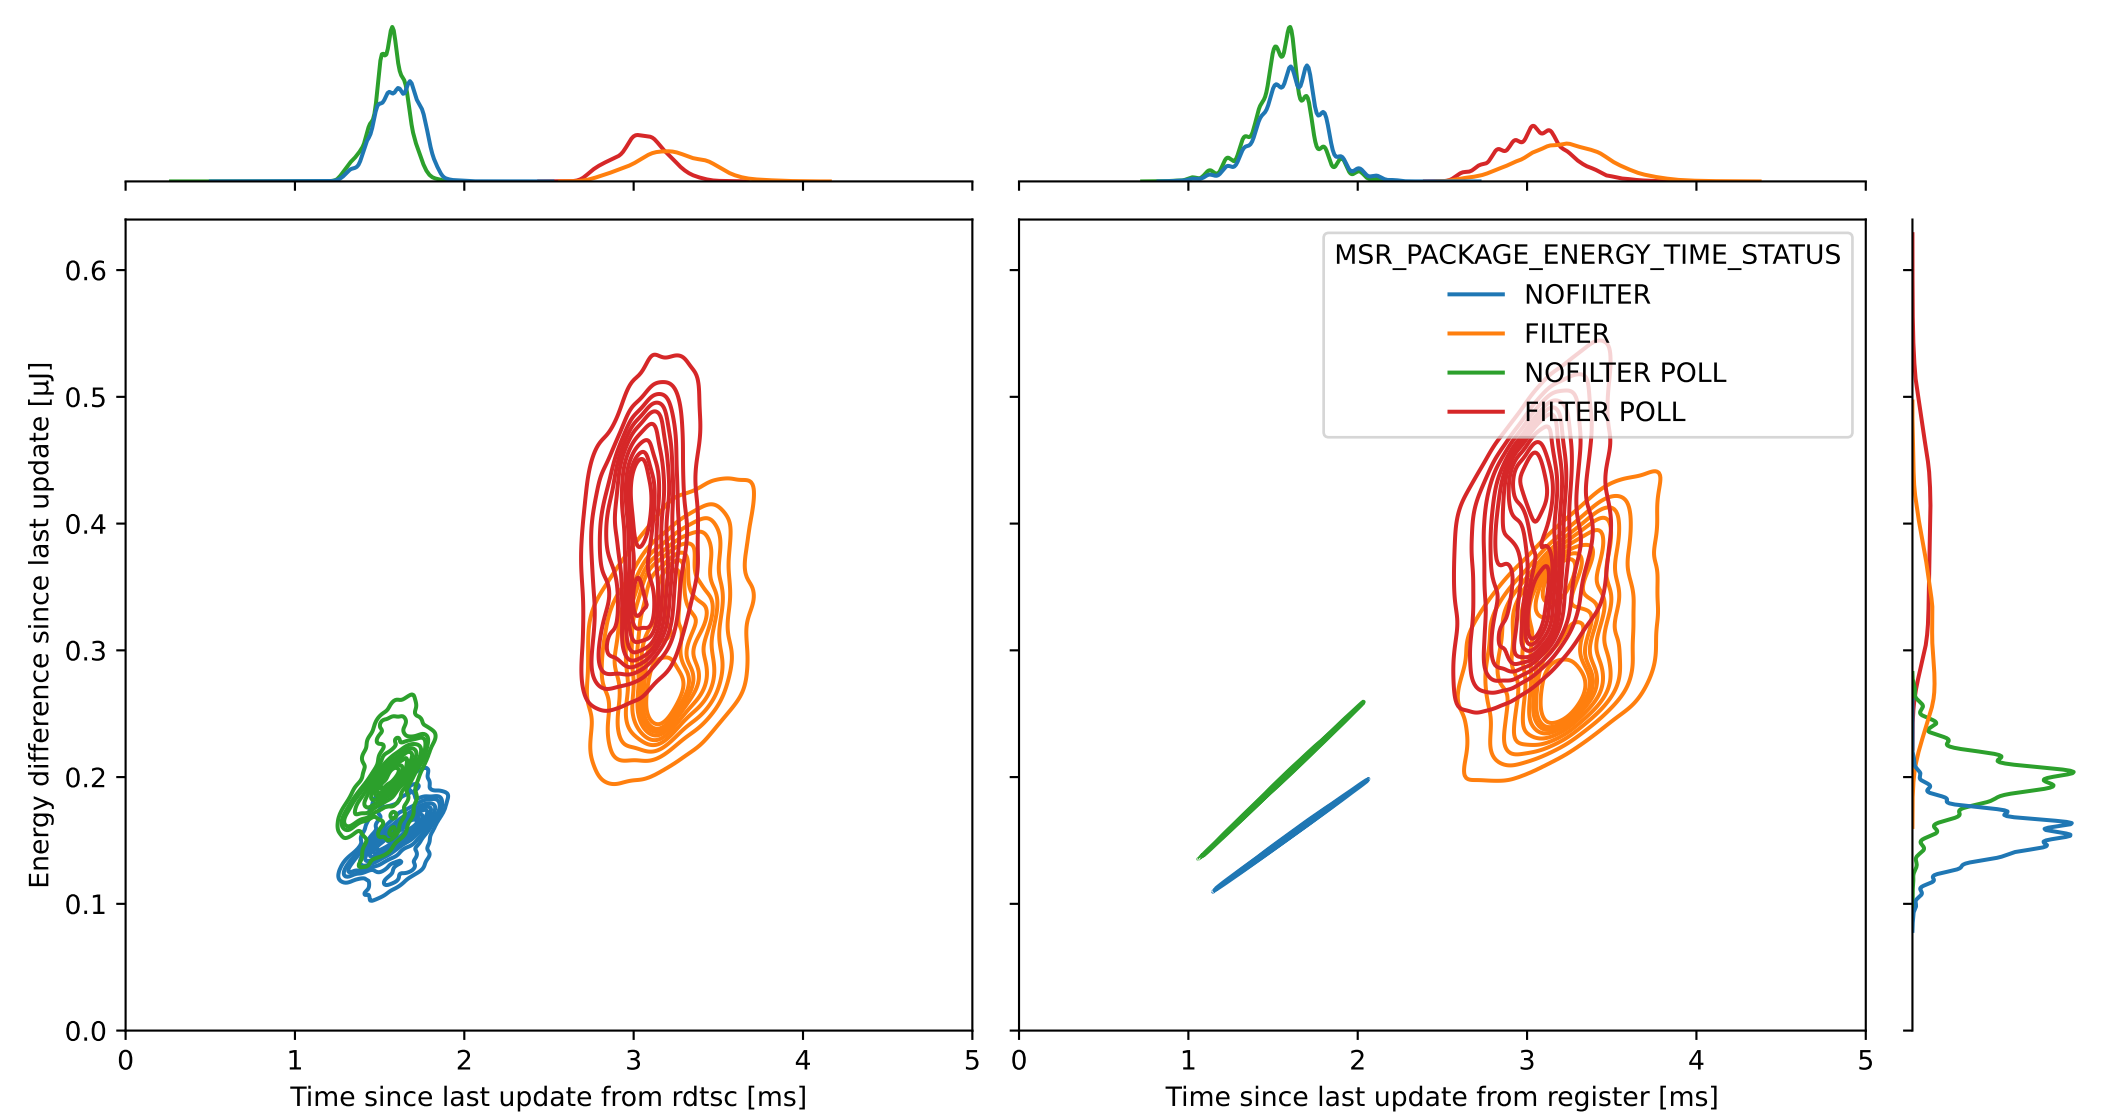 MSR_PACKAGE_ENERGY_TIME_STATUS
NOFILTER
FILTER
NOFILTER POLL
FILTER POLL
Energy difference since last update [µJ]
0.6
0.5
0.4
0.3
0.2
0.1
0.0
0 1 2 3 4 5
0 1 2 3 4 5
Time since last update from rdtsc [ms]
Time since last update from register [ms]